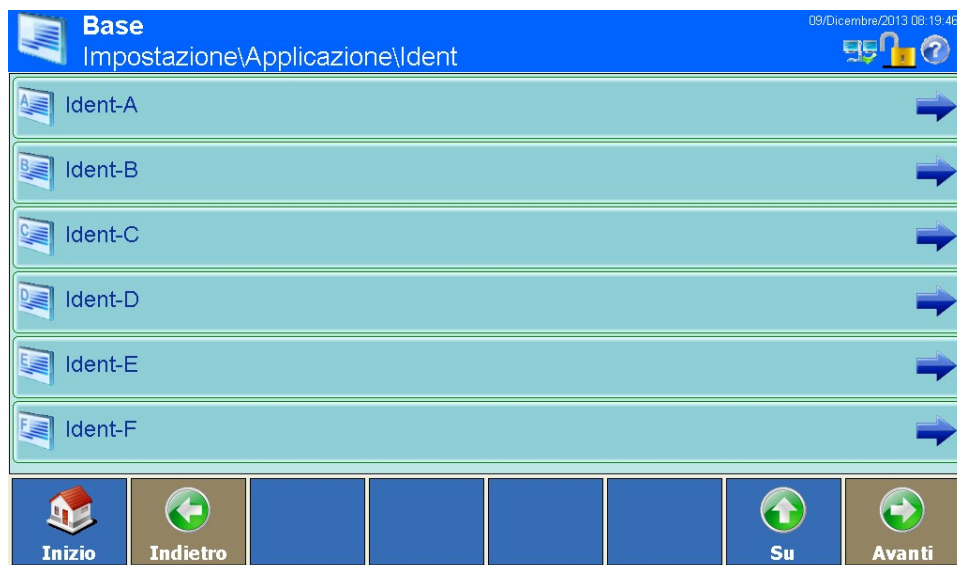 Base
09/Dicembre/2013 08:19:46
Impostazione\Applicazione\Ident
A Ident-A
B Ident-B
C Ident-C
D Ident-D
E Ident-E
F Ident-F
Inizio Indietro Su Avanti